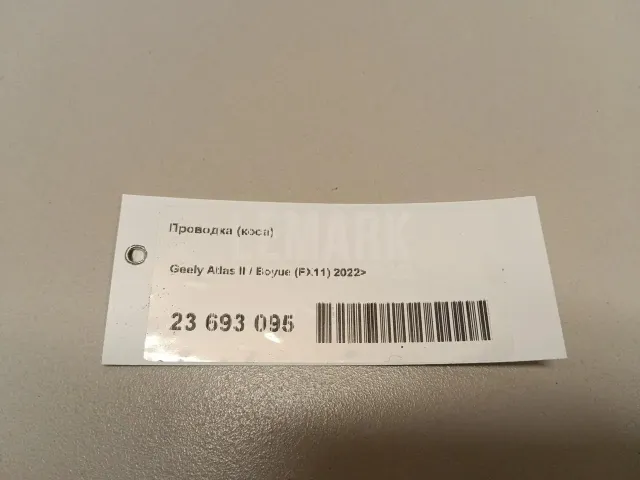 Проводка (коса)
Geely Atlas II / Boyue (FX11) 2022>
23 693 095